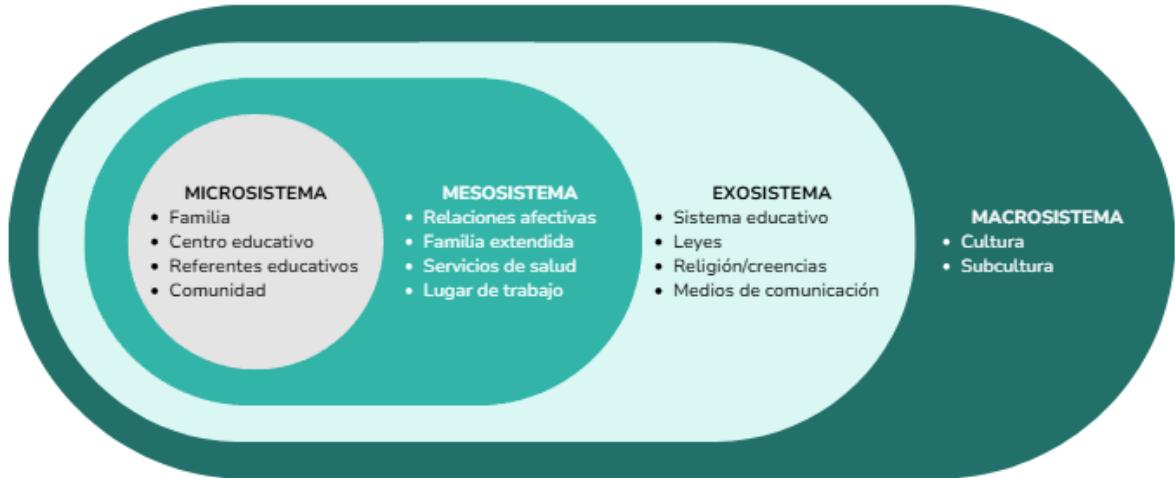 MICROSISTEMA
• Familia
• Centro educativo
• Referentes educativos
• Comunidad
MESOSISTEMA
• Relaciones afectivas
• Familia extendida
• Servicios de salud
• Lugar de trabajo
EXOSISTEMA
• Sistema educativo
• Leyes
• Religión/creencias
• Medios de comunicación
MACROSISTEMA
• Cultura
• Subcultura